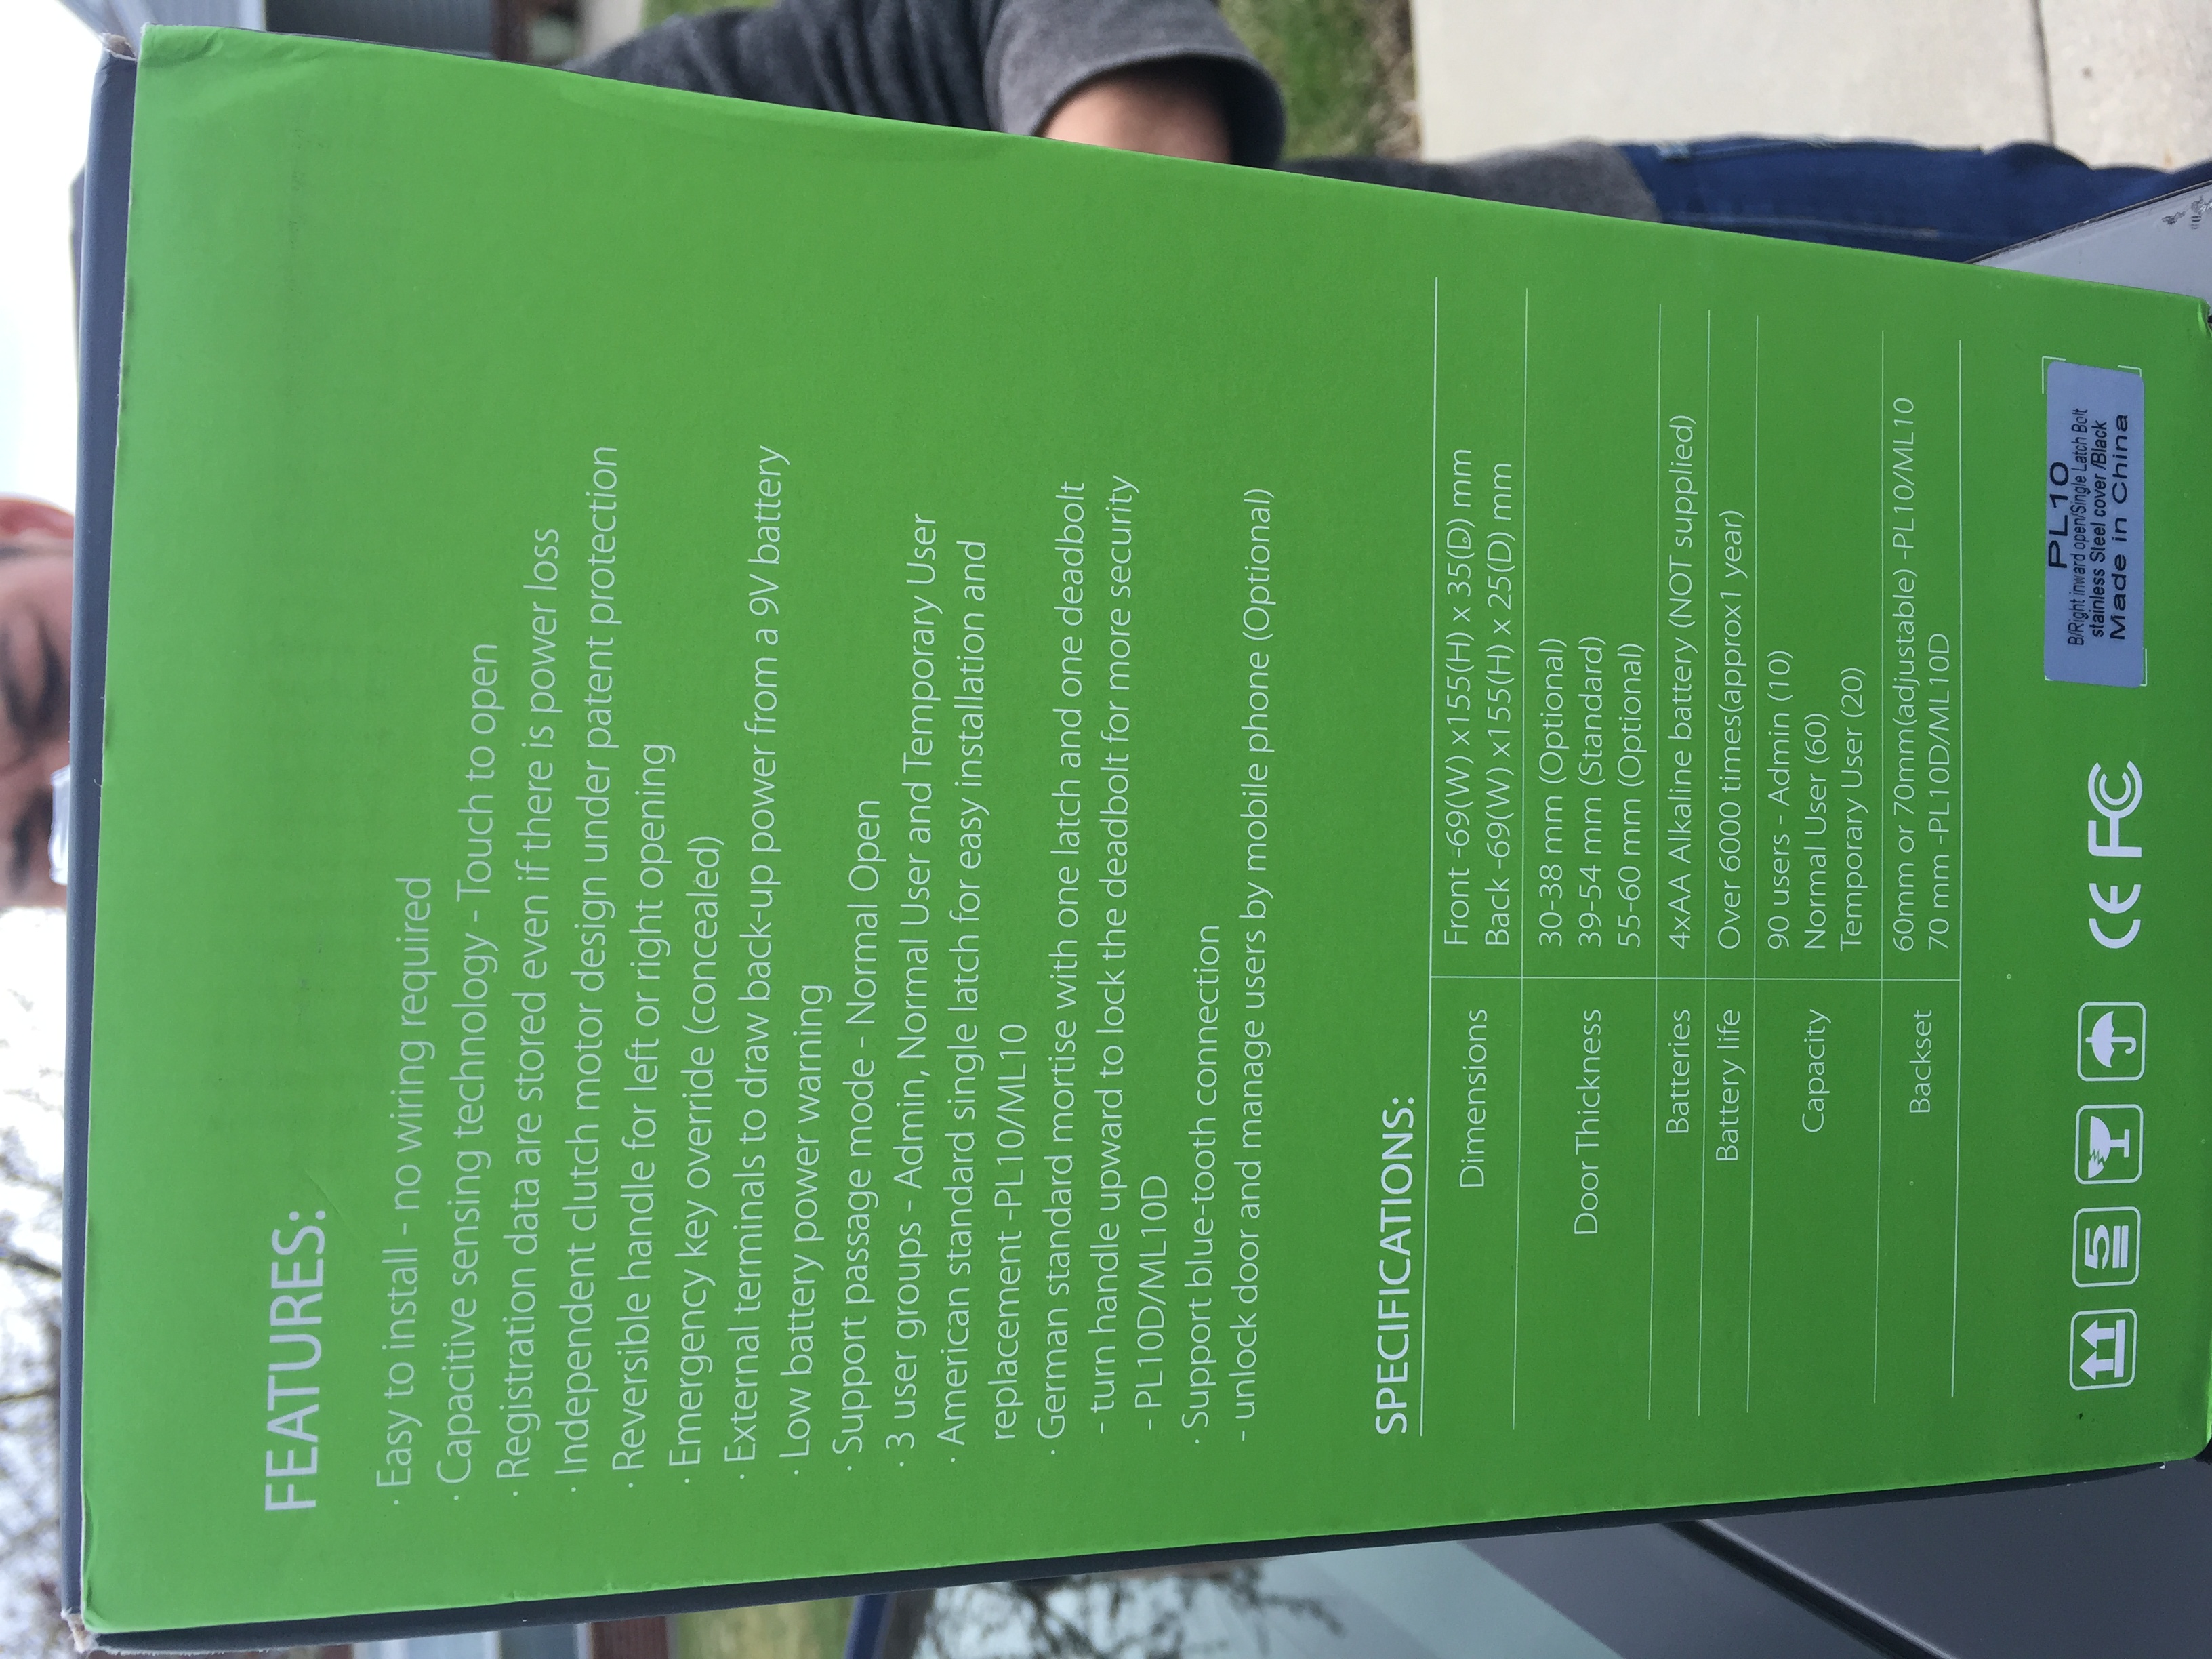 FEATURES:
· Easy to install - no wiring required
· Capacitive sensing technology - Touch to open
· Registration data are stored even if there is power loss
· Independent clutch motor design under patent protection
· Reversible handle for left or right opening
· Emergency key override (concealed)
· External terminals to draw back-up power from a 9V battery
· Low battery power warning
· Support passage mode - Normal Open
· 3 user groups - Admin, Normal User and Temporary User
· American standard single latch for easy installation and
replacement -PL10/ML10
· German standard mortise with one latch and one deadbolt
- turn handle upward to lock the deadbolt for more security
- PL10D/ML10D
· Support blue-tooth connection
- unlock door and manage users by mobile phone (Optional)
SPECIFICATIONS:
Dimensions
Front -69(W) x155(H) x 35(D) mm
Back -69(W) x155(H) x 25(D) mm
Door Thickness
30-38 mm (Optional)
39-54 mm (Standard)
55-60 mm (Optional)
Batteries
4xAA Alkaline battery (NOT supplied)
Battery life
Over 6000 times(approx1 year)
Capacity
90 users - Admin (10)
Normal User (60)
Temporary User (20)
Backset
60mm or 70mm(adjustable) -PL10/ML10
70 mm -PL10D/ML10D
5
CE FC
PL10
B/Right inward open/Single Latch Bolt
stainless Steel cover /Black
Made in China